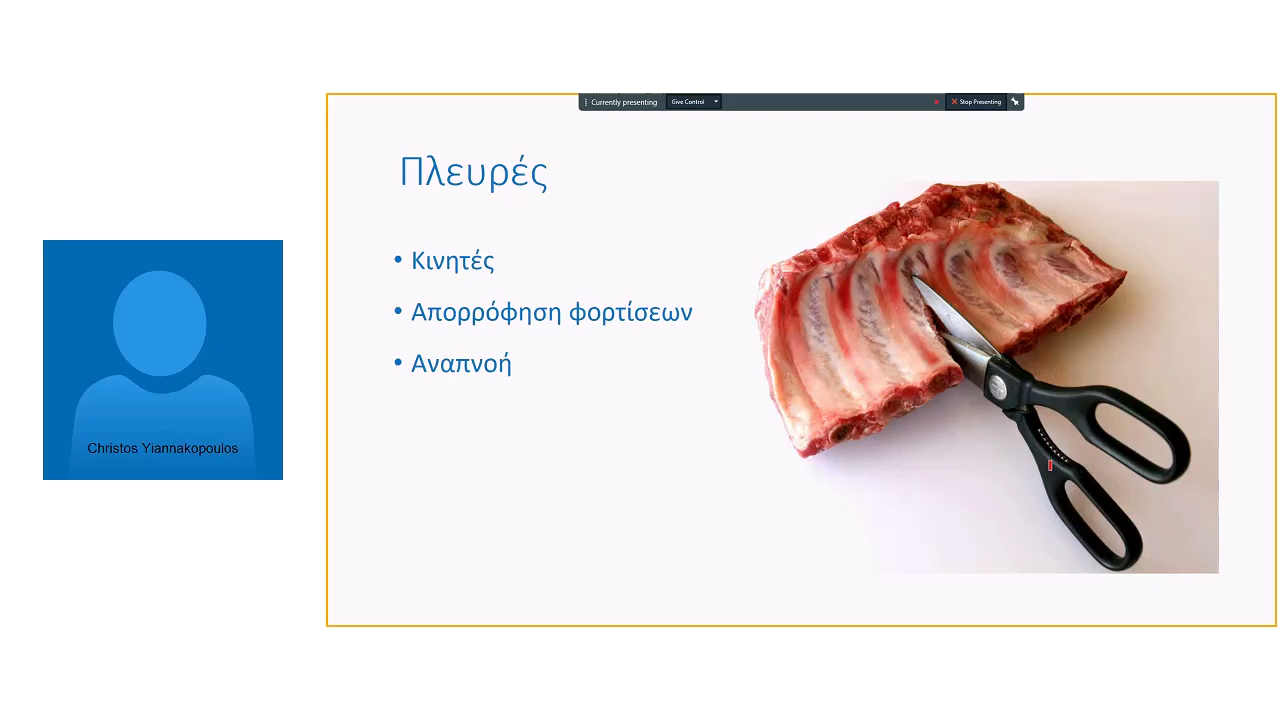 Currently presenting
Give Control
Stop Presenting
Πλευρές
• Κινητές
• Απορρόφηση φορτίσεων
• Αναπνοή
Christos Yiannakopoulos